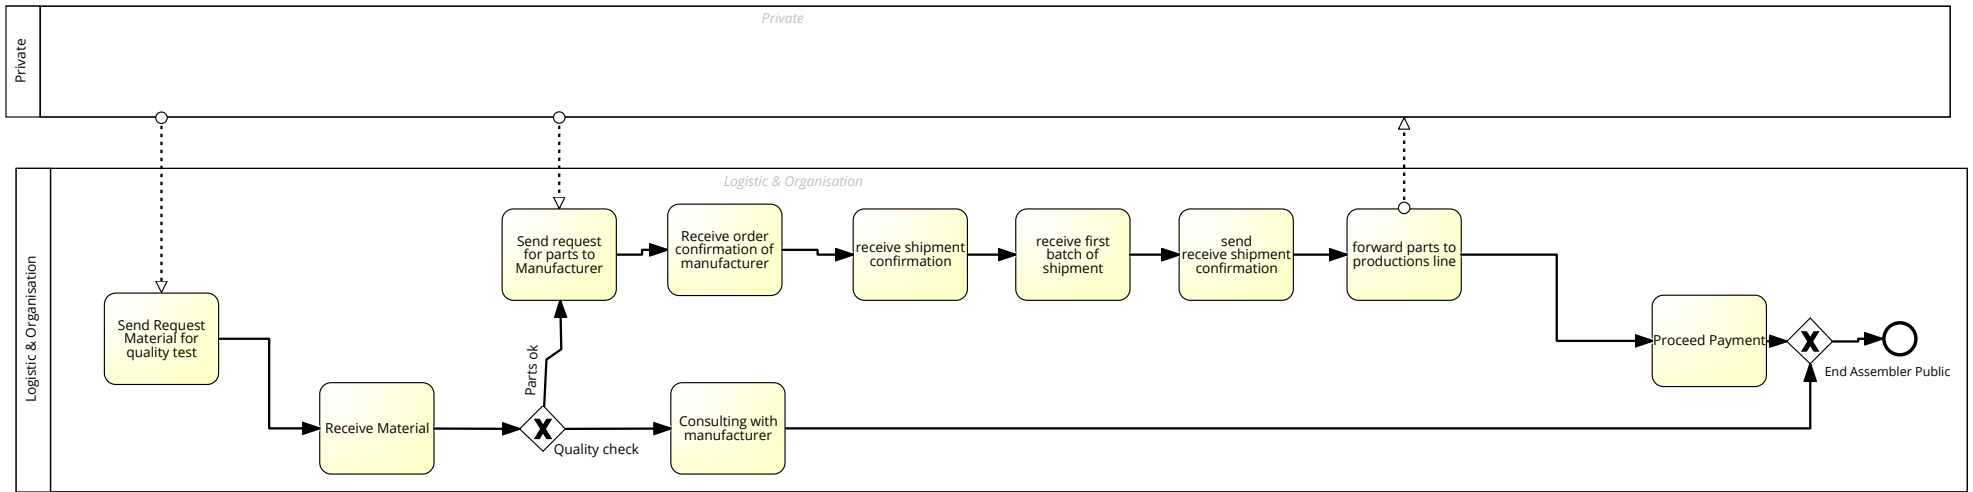 Private
Private
Logistic & Organisation
Logistic & Organisation
Send Request
Material for
quality test
Receive Material
Parts ok
Quality check
Send request
for parts to
Manufacturer
Receive order
confirmation of
manufacturer
receive shipment
confirmation
receive first
batch of
shipment
send
receive shipment
confirmation
forward parts to
productions line
Consulting with
manufacturer
Proceed Payment
End Assembler Public